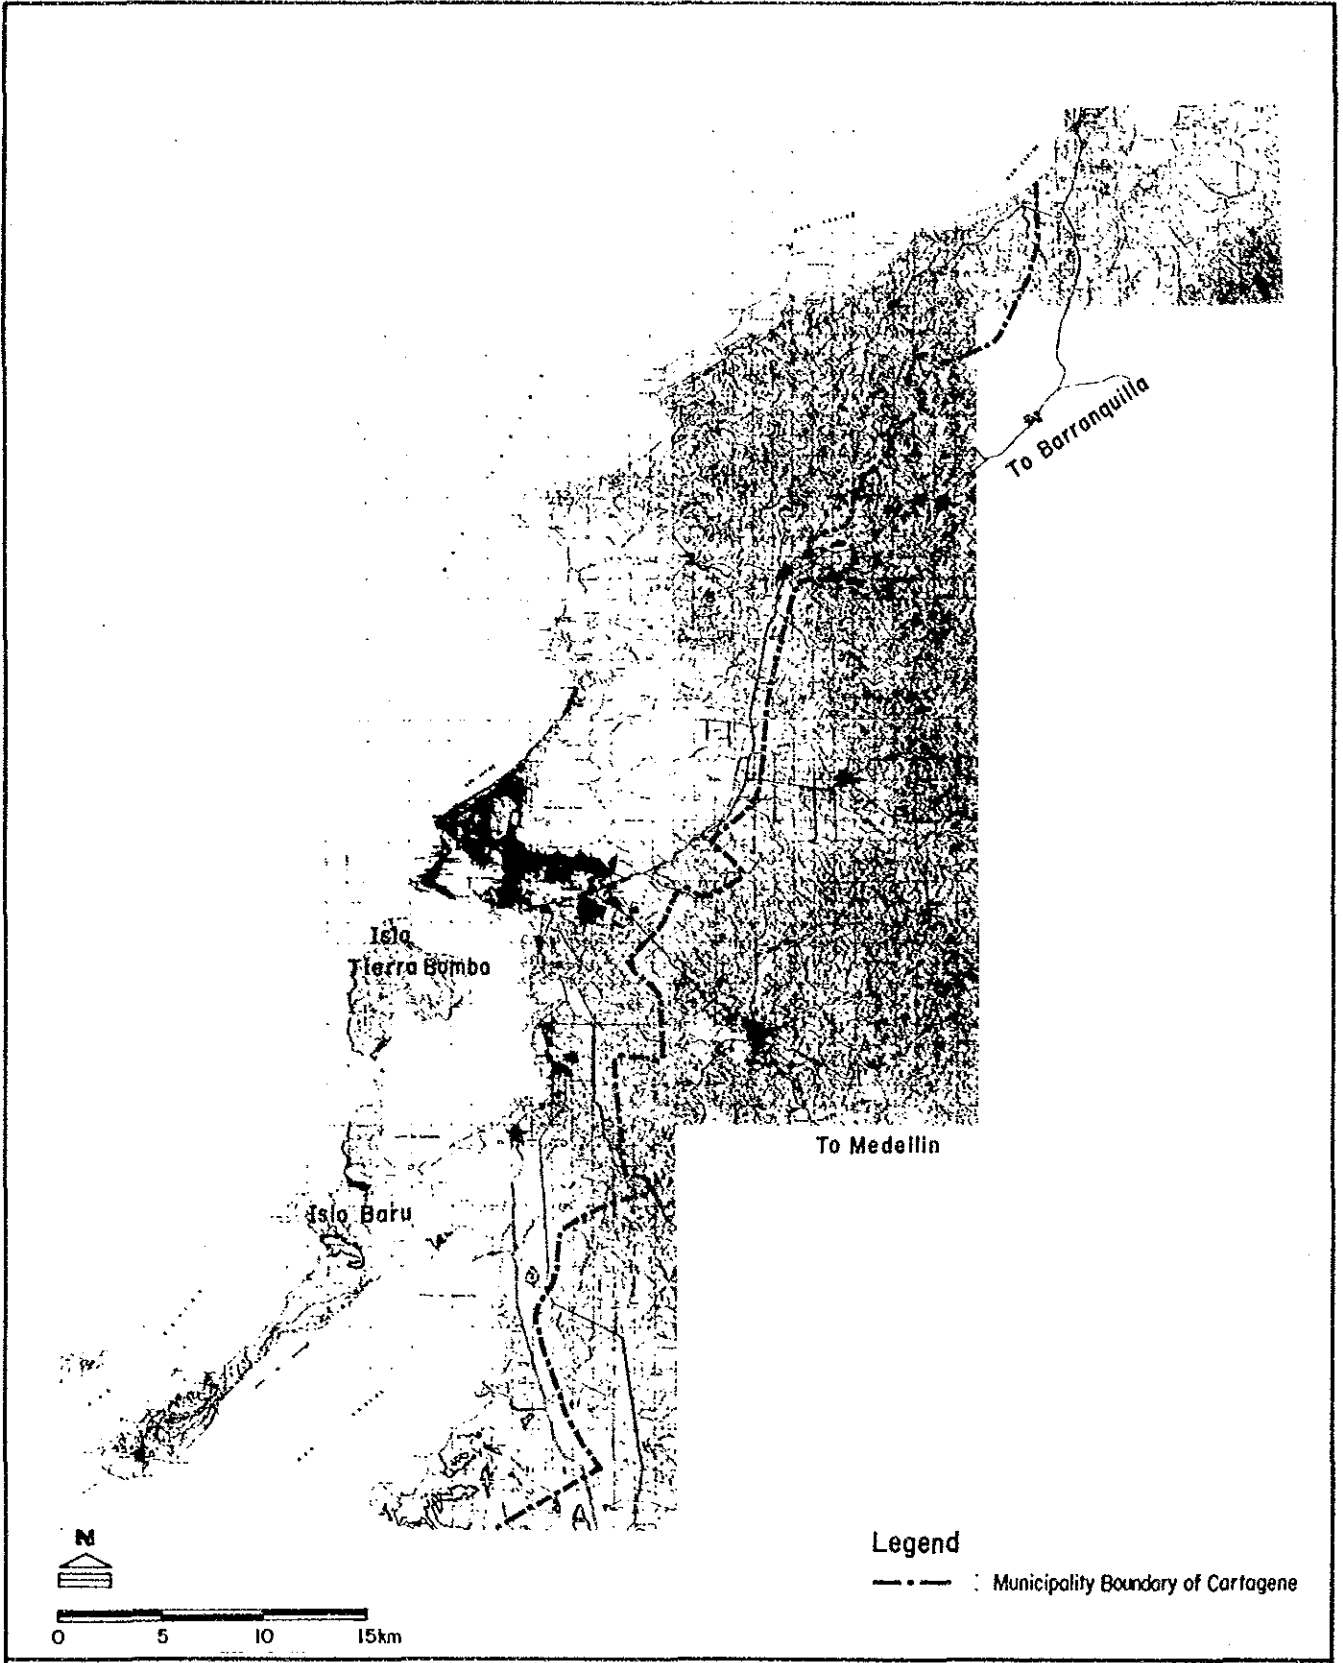 To Barranquilla
Isla
Tierra Bomba
To Medellin
Isla Baru
N
Legend
: Municipality Boundary of Cartagene
0 5 10 15km